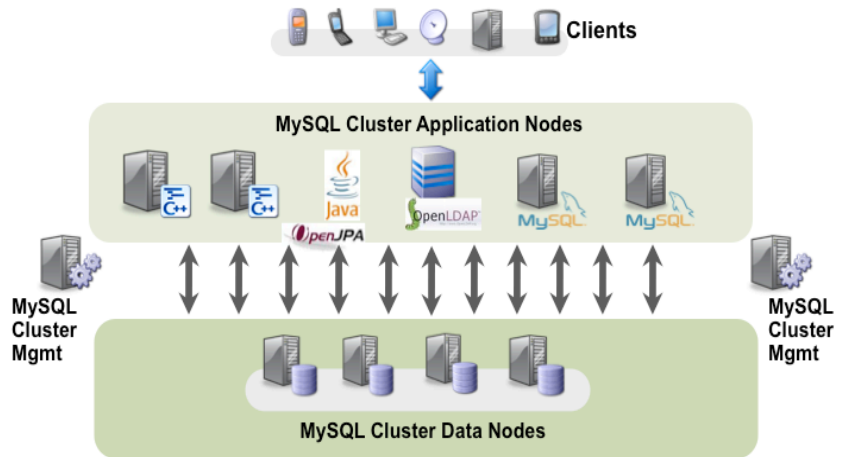 Clients
MySQL Cluster Application Nodes
C++
C++
Java
OpenJPA
OpenLDAP
MySQL
MySQL
MySQL
Cluster
Mgmt
MySQL
Cluster
Mgmt
MySQL Cluster Data Nodes